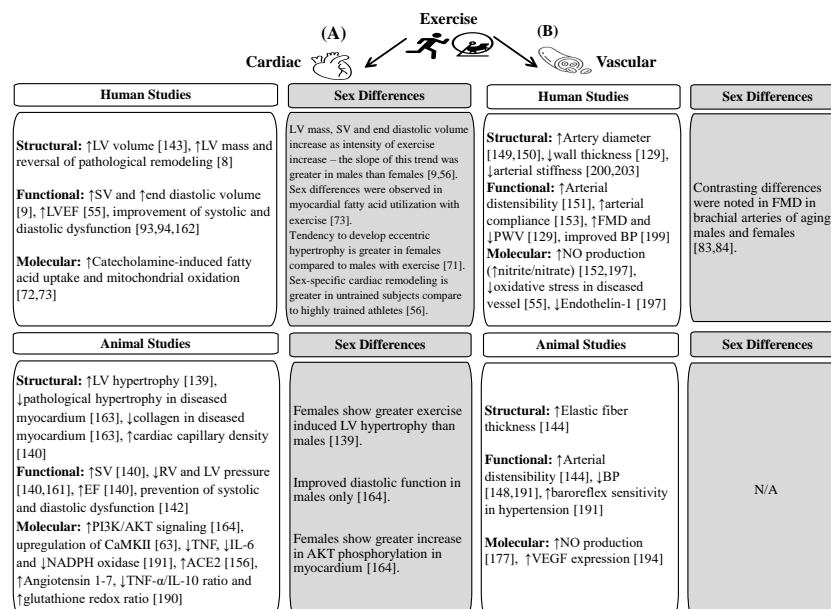 Exercise
(A)
(B)
Cardiac
Vascular
Human Studies
Structural: ↑LV volume [143], ↑LV mass and
reversal of pathological remodeling [8]
Functional: ↑SV and ↑end diastolic volume
[9], ↑LVEF [55], improvement of systolic and
diastolic dysfunction [93,94,162]
Molecular: ↑Catecholamine-induced fatty
acid uptake and mitochondrial oxidation
[72,73]
Sex Differences
LV mass, SV and end diastolic volume
increase as intensity of exercise
increase – the slope of this trend was
greater in males than females [9,56].
Sex differences were observed in
myocardial fatty acid utilization with
exercise [73].
Tendency to develop eccentric
hypertrophy is greater in females
compared to males with exercise [71].
Sex-specific cardiac remodeling is
greater in untrained subjects compare
to highly trained athletes [56].
Human Studies
Structural: ↑Artery diameter
[149,150], ↓wall thickness [129],
↓arterial stiffness [200,203]
Functional: ↑Arterial
distensibility [151], ↑arterial
compliance [153], ↑FMD and
↓PWV [129], improved BP [199]
Molecular: ↑NO production
(↑nitrite/nitrate) [152,197],
↓oxidative stress in diseased
vessel [55], ↓Endothelin-1 [197]
Sex Differences
Contrasting differences
were noted in FMD in
brachial arteries of aging
males and females
[83,84].
Animal Studies
Structural: ↑LV hypertrophy [139],
↓pathological hypertrophy in diseased
myocardium [163], ↓collagen in diseased
myocardium [163], ↑cardiac capillary density
[140]
Functional: ↑SV [140], ↓RV and LV pressure
[140,161], ↑EF [140], prevention of systolic
and diastolic dysfunction [142]
Molecular: ↑PI3K/AKT signaling [164],
upregulation of CaMKII [63], ↓TNF, ↓IL-6
and ↓NADPH oxidase [191], ↑ACE2 [156],
↑Angiotensin 1-7, ↓TNF-α/IL-10 ratio and
↑glutathione redox ratio [190]
Sex Differences
Females show greater exercise
induced LV hypertrophy than
males [139].
Improved diastolic function in
males only [164].
Females show greater increase
in AKT phosphorylation in
myocardium [164].
Animal Studies
Structural: ↑Elastic fiber
thickness [144]
Functional: ↑Arterial
distensibility [144], ↓BP
[148,191], ↑baroreflex sensitivity
in hypertension [191]
Molecular: ↑NO production
[177], ↑VEGF expression [194]
Sex Differences
N/A